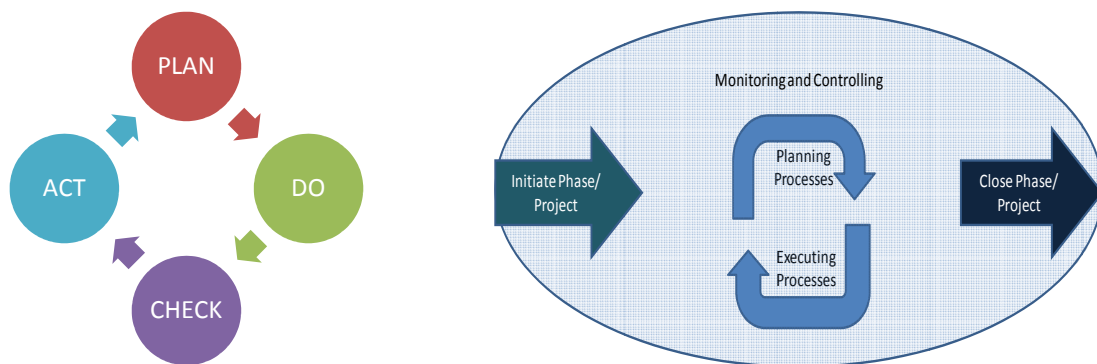 PLAN
DO
CHECK
ACT
Monitoring and Controlling
Initiate Phase/
Project
Planning
Processes
Executing
Processes
Close Phase/
Project